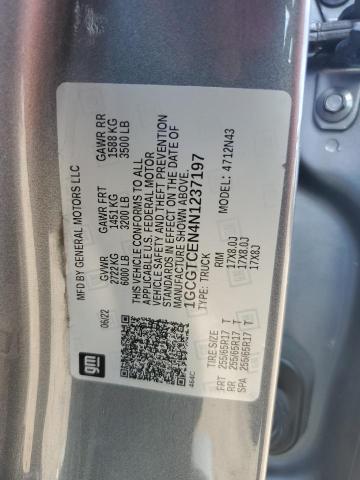 MFD BY GENERAL MOTORS LLC
06/22
GVWR
2722 KG
6000 LB
GAWR FRT
1451 KG
3200 LB
GAWR RR
1588 KG
3500 LB
THIS VEHICLE CONFORMS TO ALL
APPLICABLE U.S. FEDERAL MOTOR
VEHICLE SAFETY AND THEFT PREVENTION
STANDARDS IN EFFECT ON THE DATE OF
MANUFACTURE SHOWN ABOVE.
1GCGTCEN4N1237197
TYPE: TRUCK
MODEL: 4712N43
TIRE SIZE
RIM
FRT 255/65R17 T 17X8.0J
RR 255/65R17 T 17X8.0J
SPA 255/65R17 T 17X8J
464C
gm